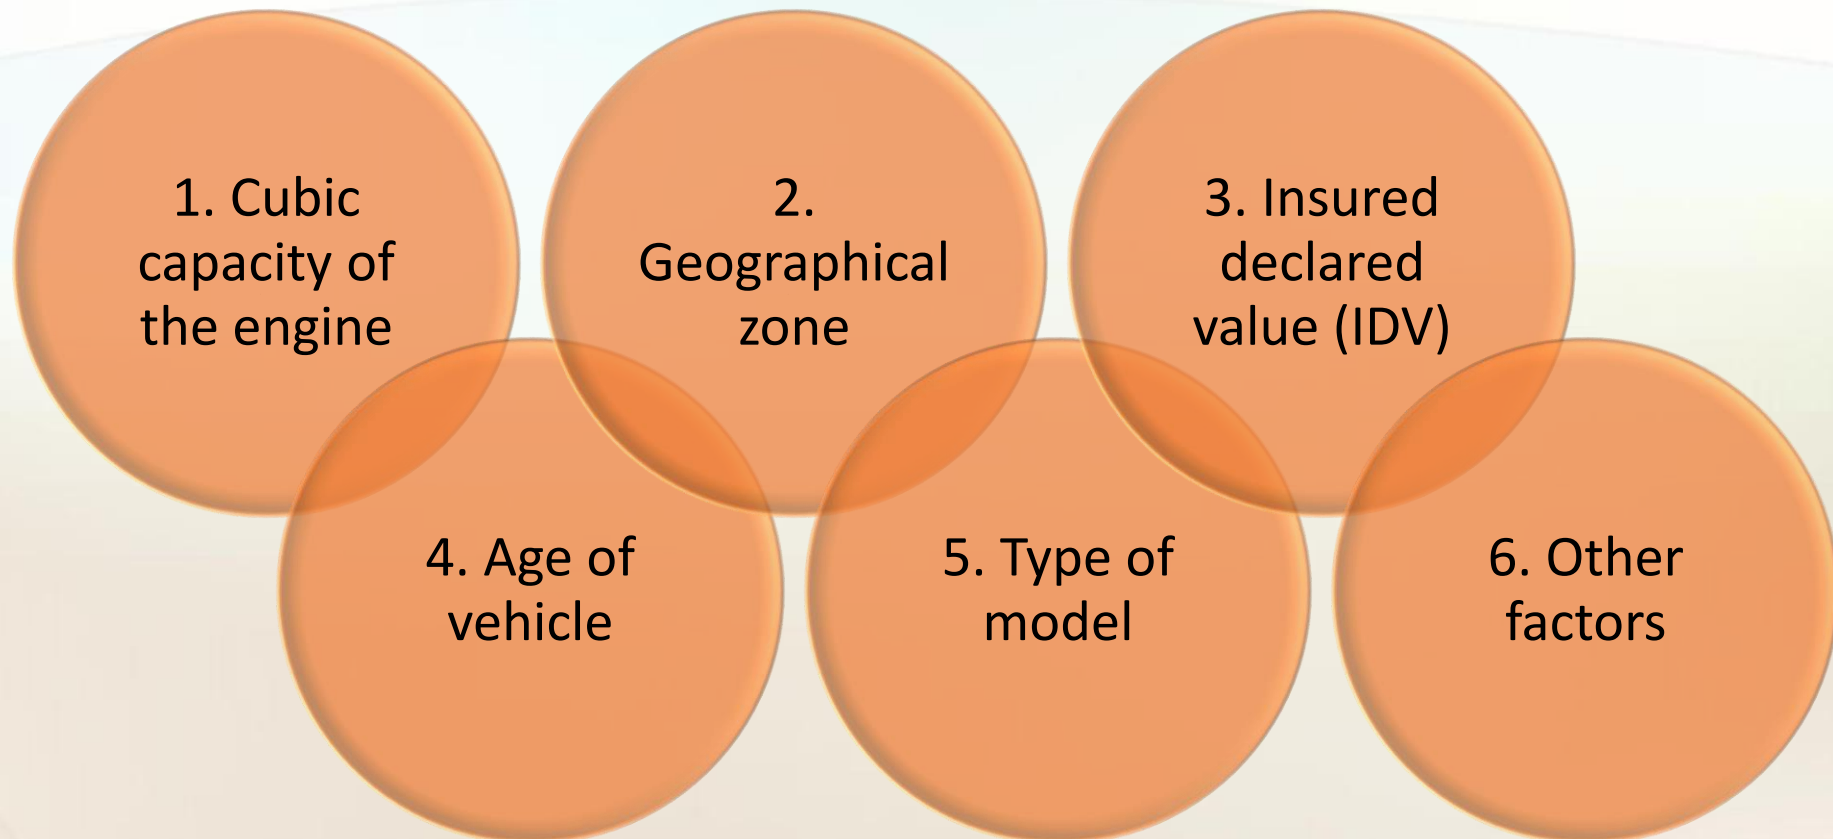 1. Cubic
capacity of
the engine
2.
Geographical
zone
3. Insured
declared
value (IDV)
4. Age of
vehicle
5. Type of
model
6. Other
factors